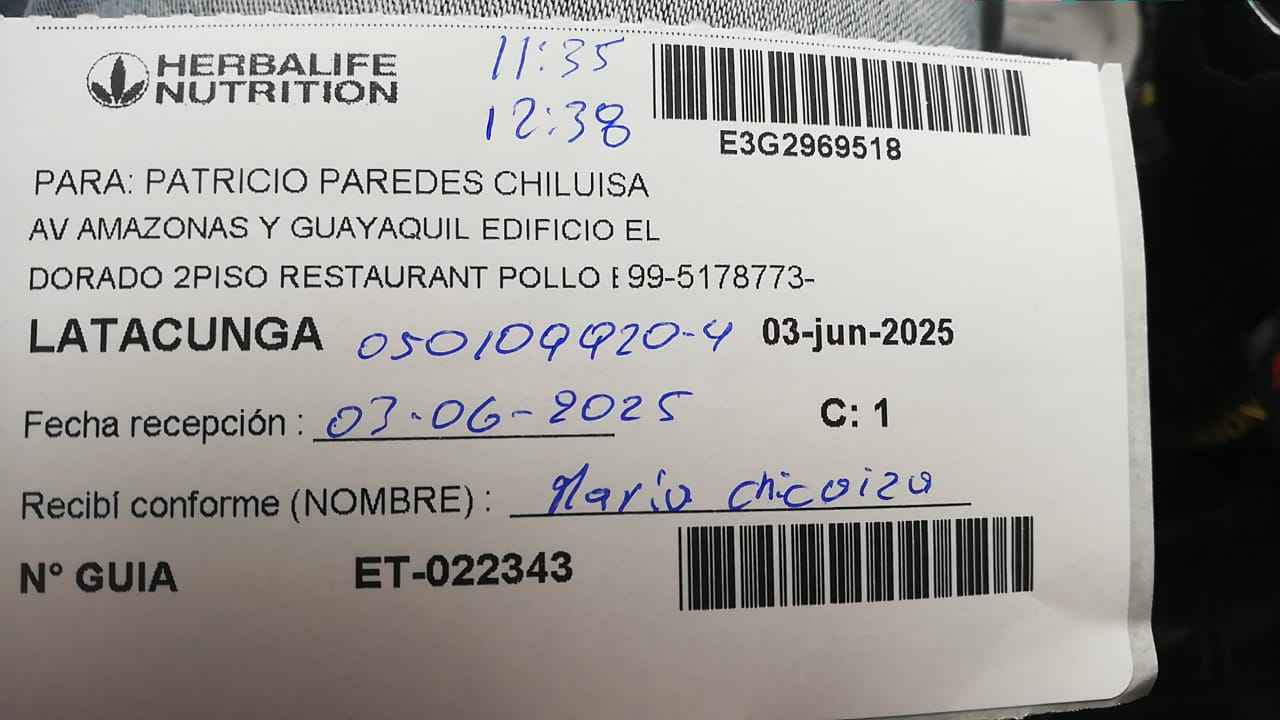 HERBALIFE
NUTRITION
11:35
12:38
E3G2969518
PARA: PATRICIO PAREDES CHILUISA
AV AMAZONAS Y GUAYAQUIL EDIFICIO EL
DORADO 2PISO RESTAURANT POLLO 99-5178773-
LATACUNGA 050109920-4 03-jun-2025
Fecha recepción : 03-06-2025 C: 1
Recibí conforme (NOMBRE) : Mario chicaiza
N° GUIA ET-022343